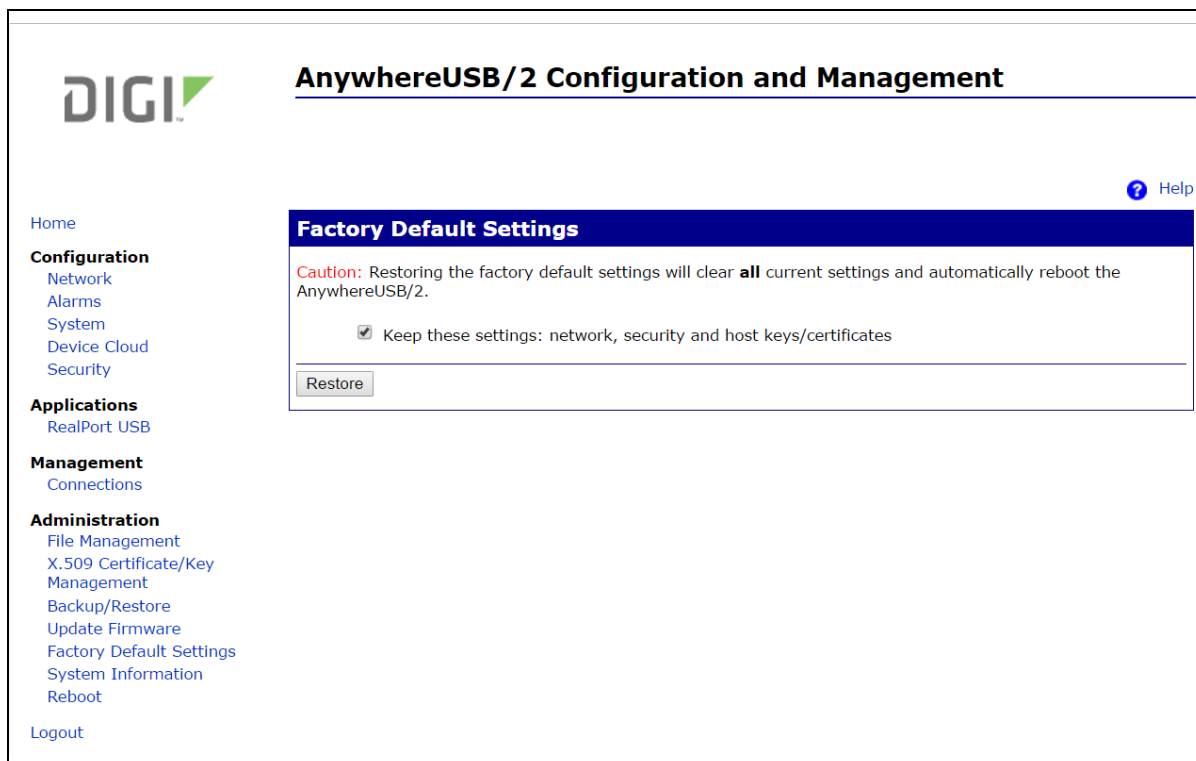 DIGI
AnywhereUSB/2 Configuration and Management
? Help
Home
Configuration
Network
Alarms
System
Device Cloud
Security
Applications
RealPort USB
Management
Connections
Administration
File Management
X.509 Certificate/Key
Management
Backup/Restore
Update Firmware
Factory Default Settings
System Information
Reboot
Logout
Factory Default Settings
Caution: Restoring the factory default settings will clear all current settings and automatically reboot the
AnywhereUSB/2.
Keep these settings: network, security and host keys/certificates
Restore